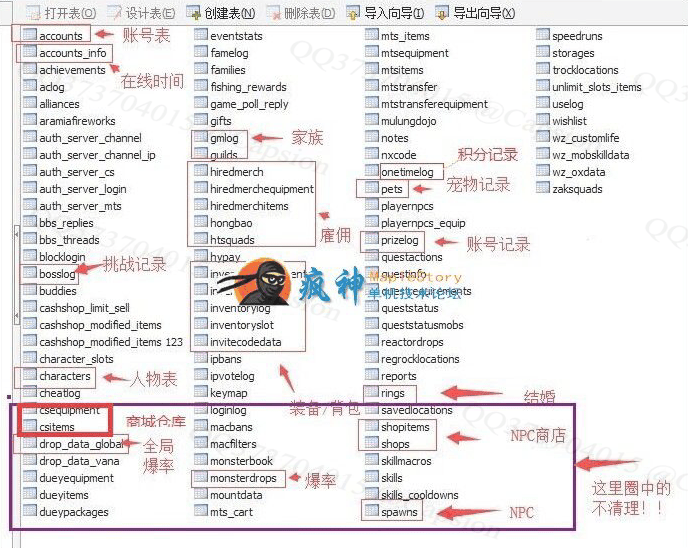 打开表(O) 设计表(E) 创建表(N) 删除表(D) 导入向导(I) 导出向导(X)
accounts
accounts_info
achievements
aclog
alliances
aramiafireworks
auth_server_channel
auth_server_channel_ip
auth_server_cs
auth_server_login
auth_server_mts
bbs_replies
bbs_threads
blocklogin
bosslog
buddies
cashshop_limit_sell
cashshop_modified_items
cashshop_modified_items 123
character_slots
characters
cheatlog
csequipment
csitems
drop_data_global
drop_data_vana
dueyequipment
dueyitems
dueypackages
账号表
在线时间
挑战记录
人物表
商城仓库
全局
爆率
eventstats
famelog
families
fishing_rewards
game_poll_reply
gifts
gmlog
guilds
hiredmerch
hiredmerchequipment
hiredmerchitems
hongbao
htsquads
hypay
inventorylog
inventoryslot
invitecodedata
ipbans
ipvotelog
keymap
loginlog
macbans
macfilters
monsterbook
monsterdrops
mountdata
mts_cart
家族
雇佣
装备/背包
爆率
mts_items
mtsequipment
mtsitems
mtstransfer
mtstransferequipment
mulungdojo
notes
nxcode
onetimelog
pets
playernpcs
playernpcs_equip
prizelog
questactions
questinfo
questrequirements
queststatus
queststatusmobs
reactordrops
regrocklocations
reports
rings
savedlocations
shopitems
shops
skillmacros
skills
skills_cooldowns
spawns
积分记录
宠物记录
账号记录
结婚
NPC商店
NPC
speedruns
storages
trocklocations
unlimit_slots_items
uselog
wishlist
wz_customlife
wz_mobskilldata
wz_oxdata
zaksquads
这里圈中的
不清理！！
疯神
MapleStory
单机技术论坛